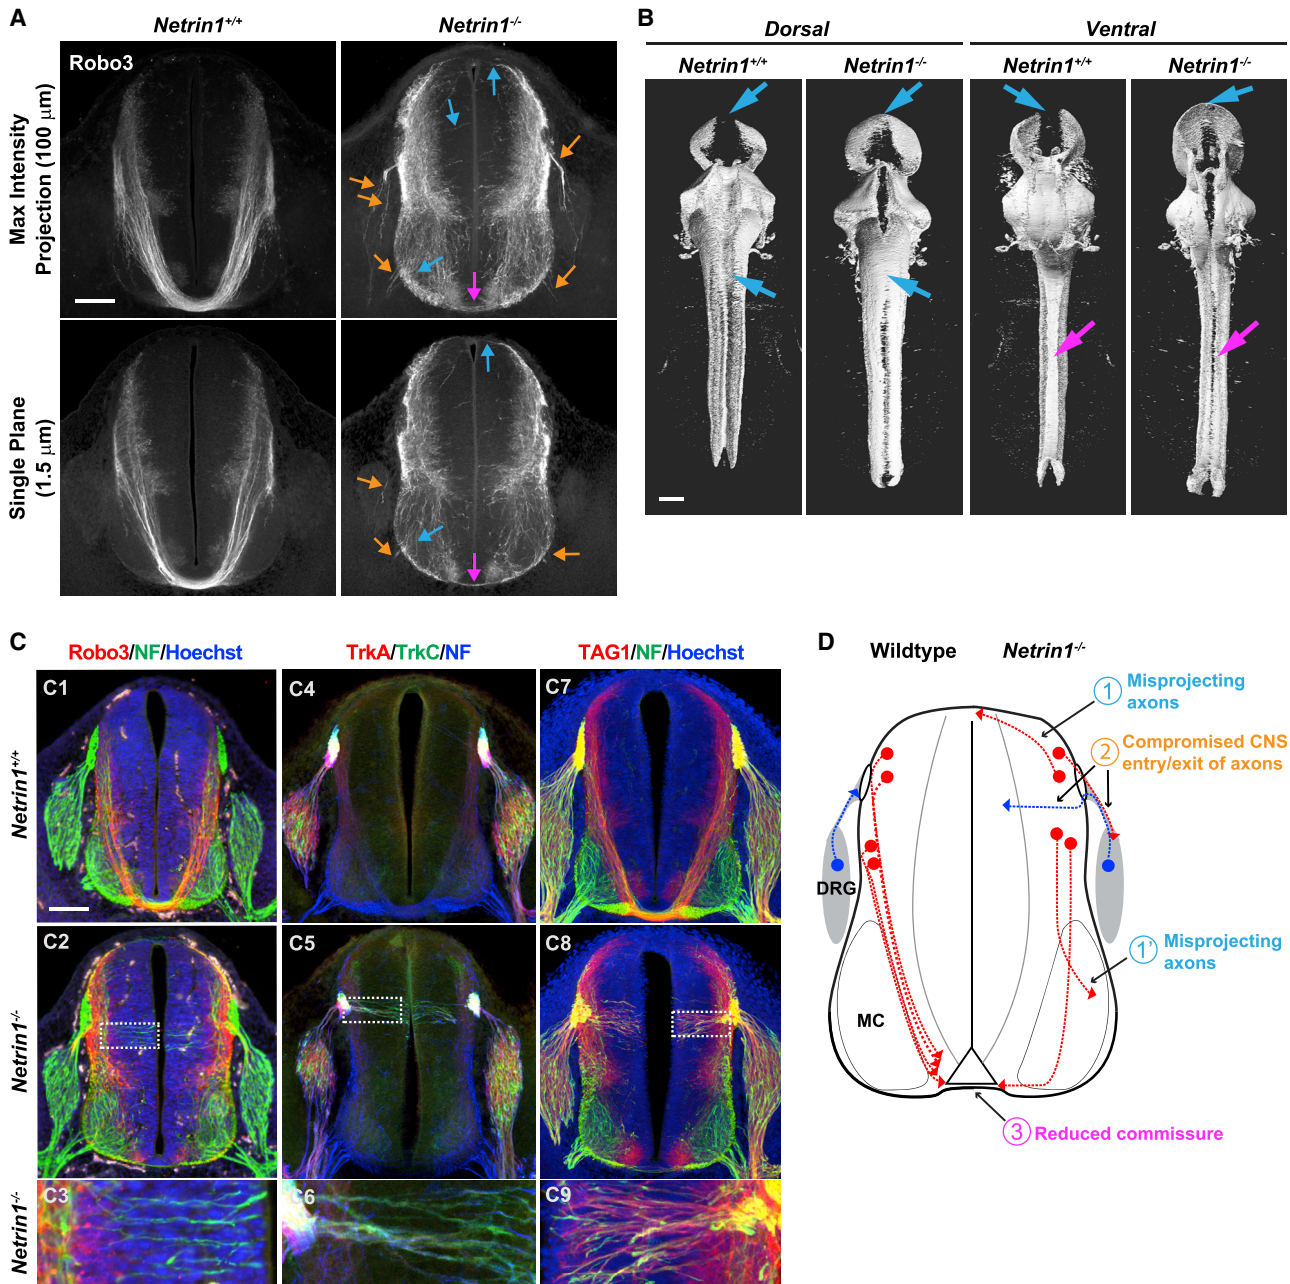 A
Netrin1+/+
Netrin1-/-
Robo3
Max Intensity
Projection (100 μm)
Single Plane
(1.5 μm)
B
Dorsal
Ventral
Netrin1+/+
Netrin1-/-
Netrin1+/+
Netrin1-/-
C
Robo3/NF/Hoechst
TrkA/TrkC/NF
TAG1/NF/Hoechst
Netrin1+/+
C1
C4
C7
Netrin1-/-
C2
C5
C8
Netrin1-/-
C3
C6
C9
D
Wildtype
Netrin1-/-
1 Misprojecting
axons
2 Compromised CNS
entry/exit of axons
DRG
1' Misprojecting
axons
MC
3 Reduced commissure